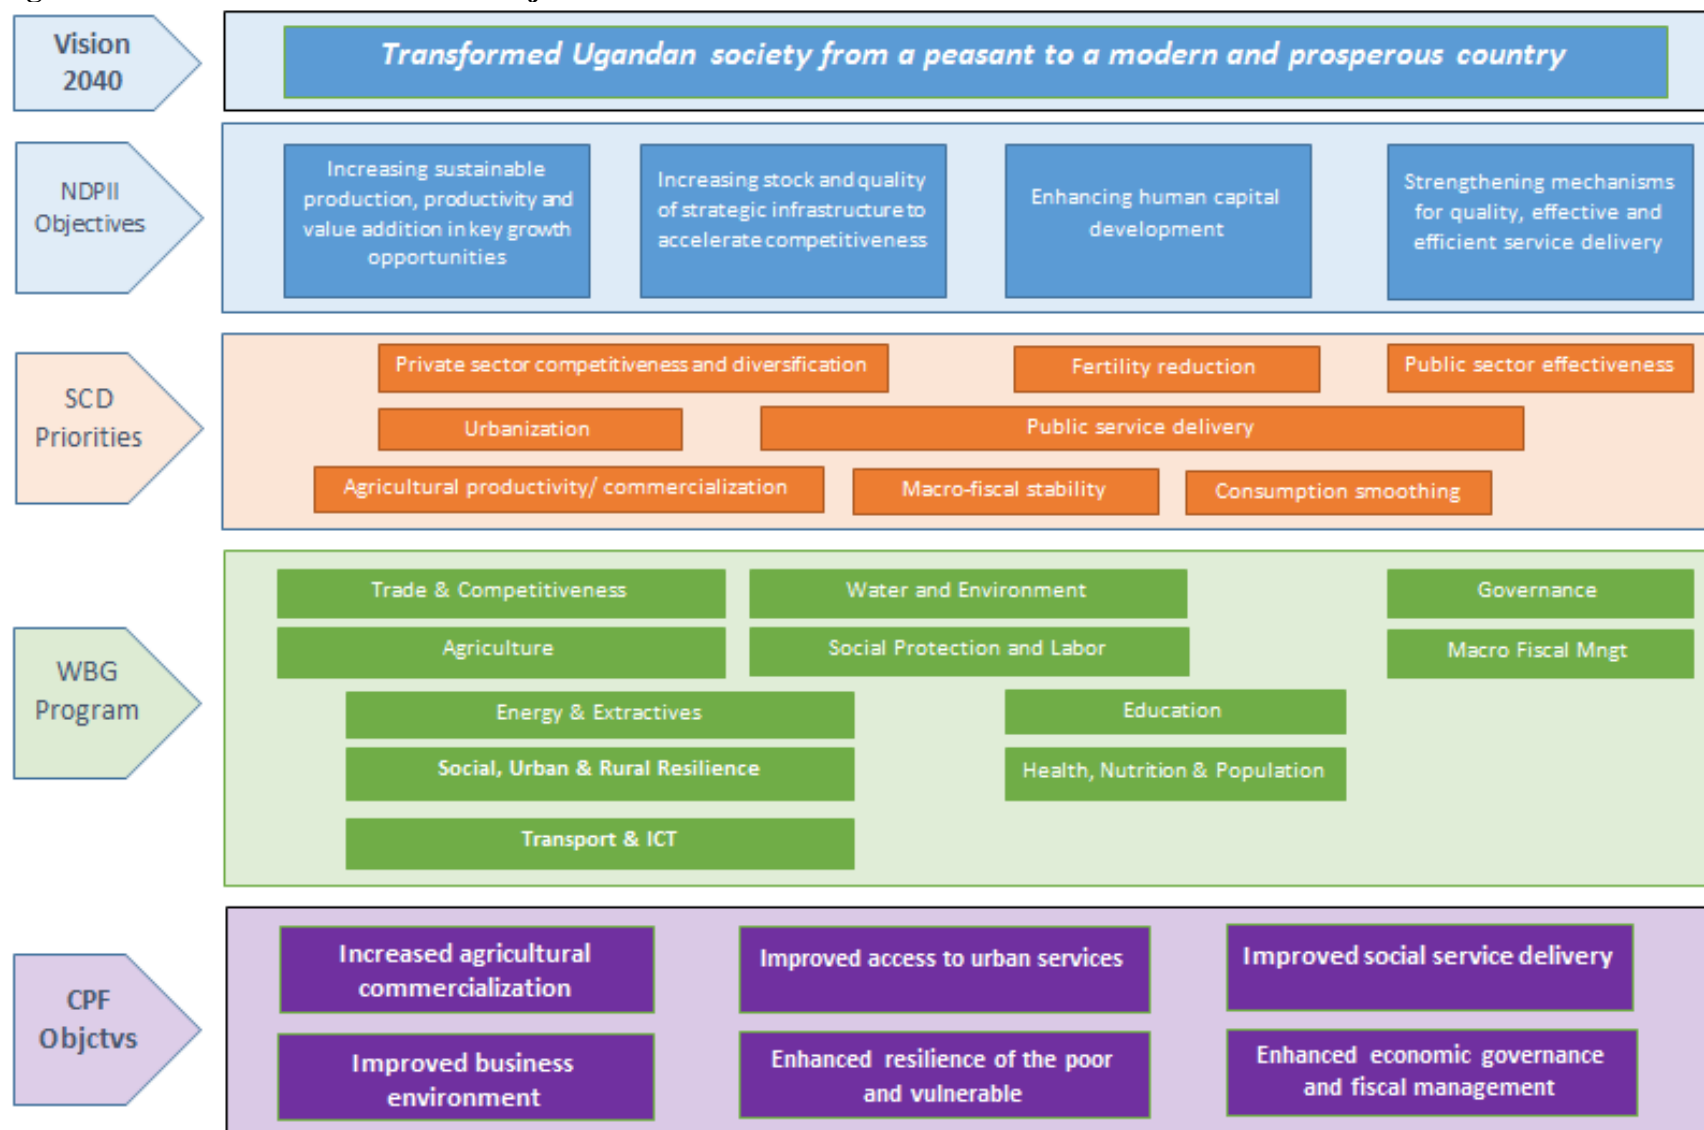 Vision
2040
Transformed Ugandan society from a peasant to a modern and prosperous country
NDPII
Objectives
Increasing sustainable
production, productivity and
value addition in key growth
opportunities
Increasing stock and quality
of strategic infrastructure to
accelerate competitiveness
Enhancing human capital
development
Strengthening mechanisms
for quality, effective and
efficient service delivery
SCD
Priorities
Private sector competitiveness and diversification
Fertility reduction
Public sector effectiveness
Urbanization
Public service delivery
Agricultural productivity/ commercialization
Macro-fiscal stability
Consumption smoothing
WBG
Program
Trade & Competitiveness
Water and Environment
Governance
Agriculture
Social Protection and Labor
Macro Fiscal Mngt
Energy & Extractives
Education
Social, Urban & Rural Resilience
Health, Nutrition & Population
Transport & ICT
CPF
Objctvs
Increased agricultural
commercialization
Improved access to urban services
Improved social service delivery
Improved business
environment
Enhanced resilience of the poor
and vulnerable
Enhanced economic governance
and fiscal management